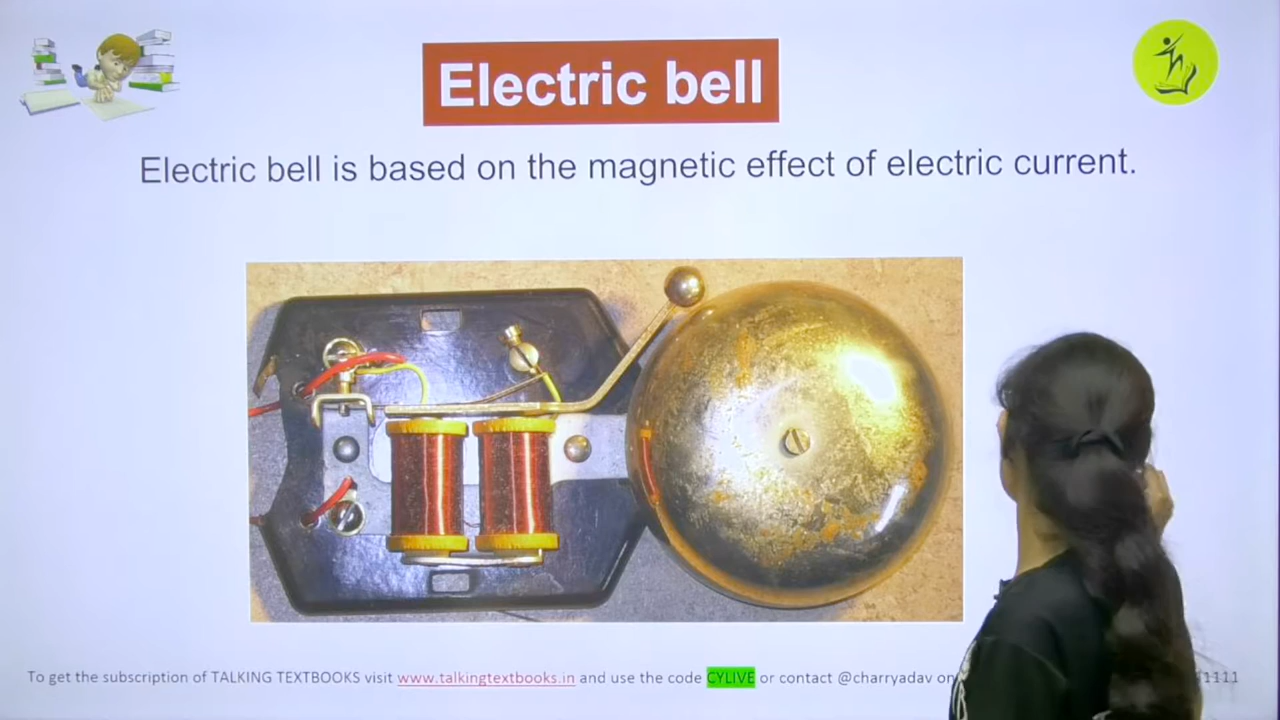 Electric bell
Electric bell is based on the magnetic effect of electric current.
To get the subscription of TALKING TEXTBOOKS visit www.talkingtextbooks.in and use the code CYLIVE or contact @charryadav on 1111